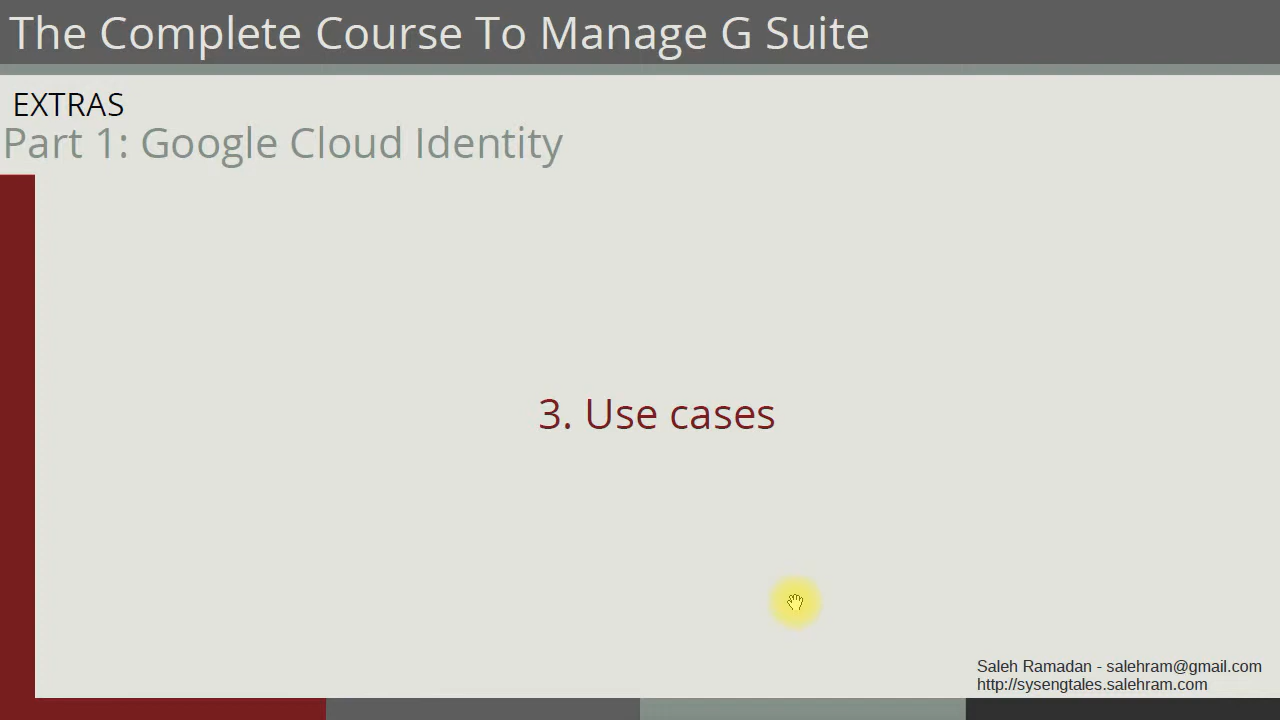 The Complete Course To Manage G Suite
EXTRAS
Part 1: Google Cloud Identity
3. Use cases
Saleh Ramadan - salehram@gmail.com
http://sysengtales.salehram.com